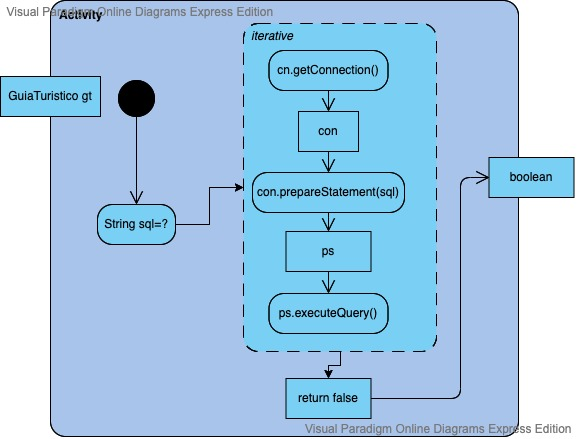 Visual Paradigm Online Diagrams Express Edition
Activity
iterative
cn.getConnection()
GuiaTuristico gt
con
boolean
con.prepareStatement(sql)
String sql=?
ps
ps.executeQuery()
return false
Visual Paradigm Online Diagrams Express Edition